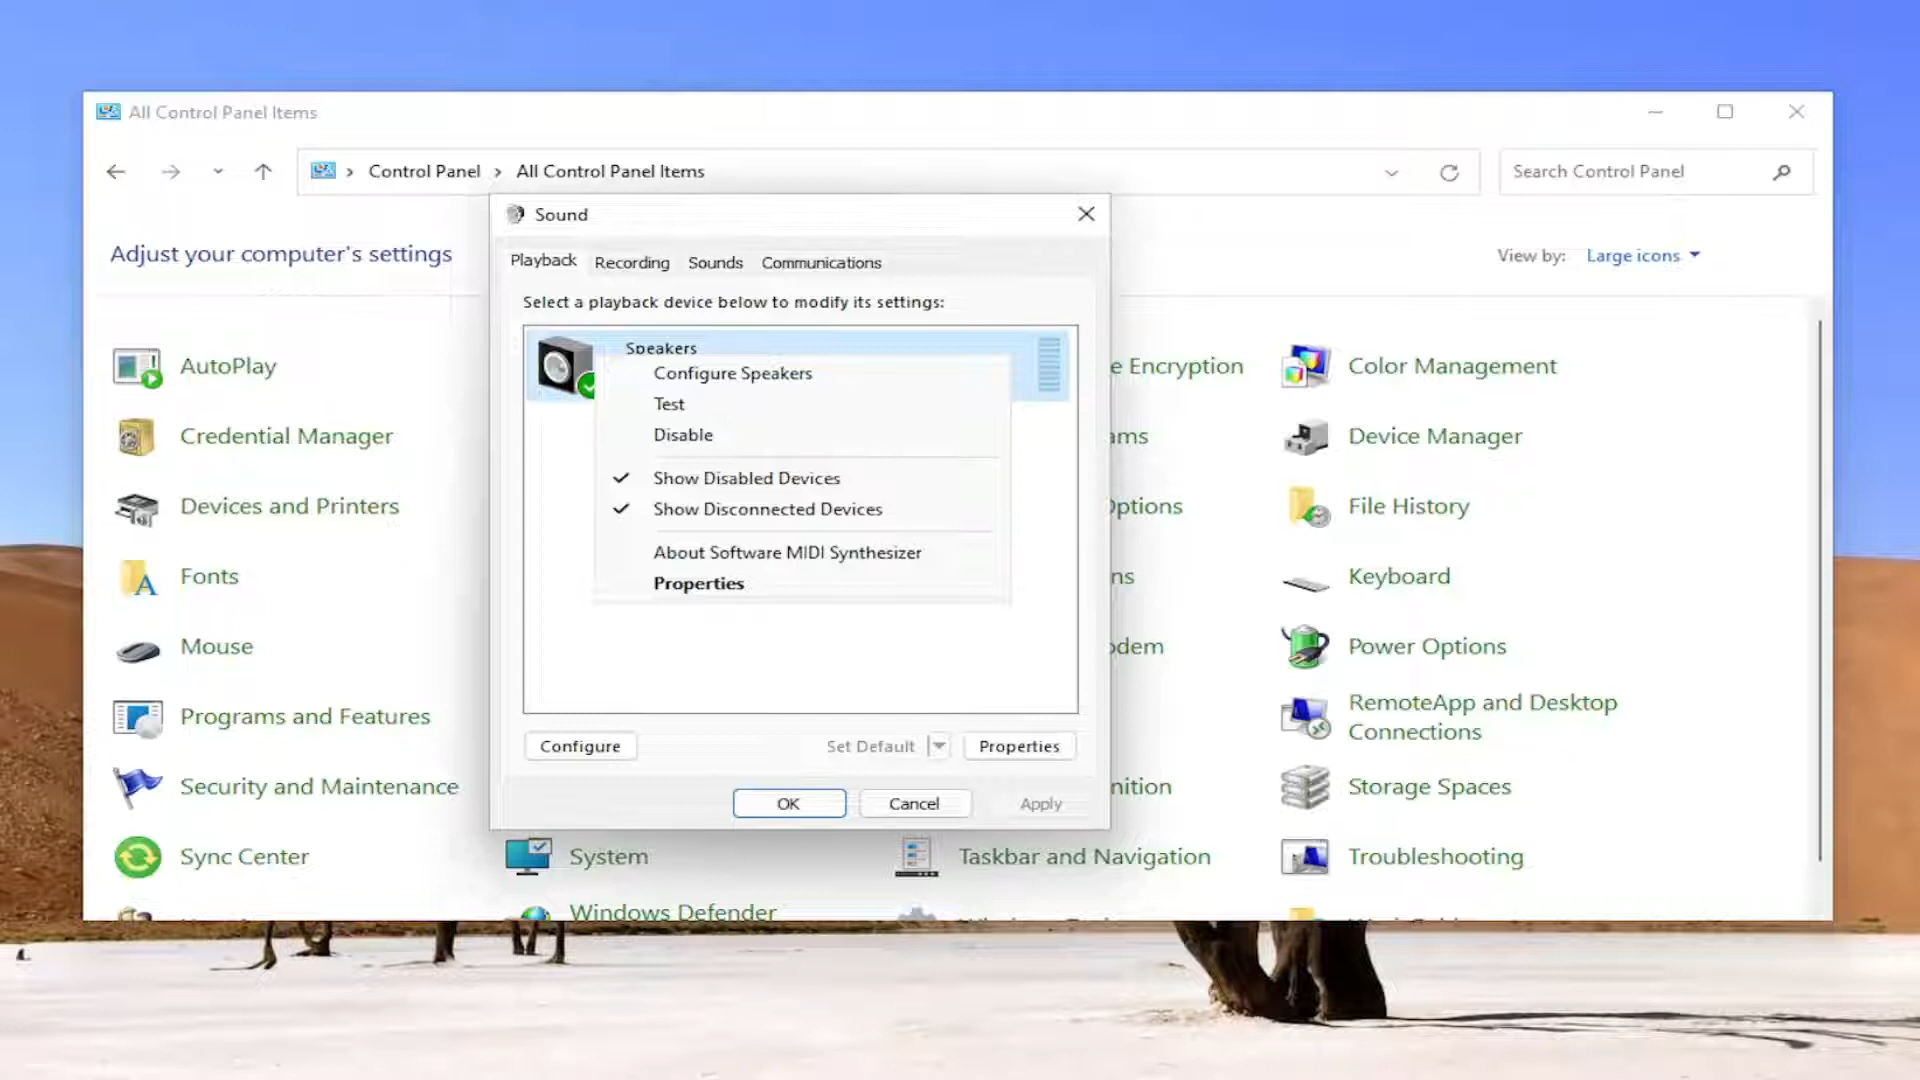 All Control Panel Items
Control Panel > All Control Panel Items
Search Control Panel
Sound
Adjust your computer's settings
View by: Large icons
Playback Recording Sounds Communications
Select a playback device below to modify its settings:
Speakers
Configure Speakers
Test
Disable
Show Disabled Devices
Show Disconnected Devices
About Software MIDI Synthesizer
Properties
Configure
Set Default
Properties
OK
Cancel
Apply
AutoPlay
e Encryption
Color Management
Credential Manager
ams
Device Manager
Devices and Printers
Options
File History
Fonts
ns
Keyboard
Mouse
odem
Power Options
Programs and Features
RemoteApp and Desktop
Connections
Security and Maintenance
nition
Storage Spaces
Sync Center
System
Taskbar and Navigation
Troubleshooting
Windows Defender